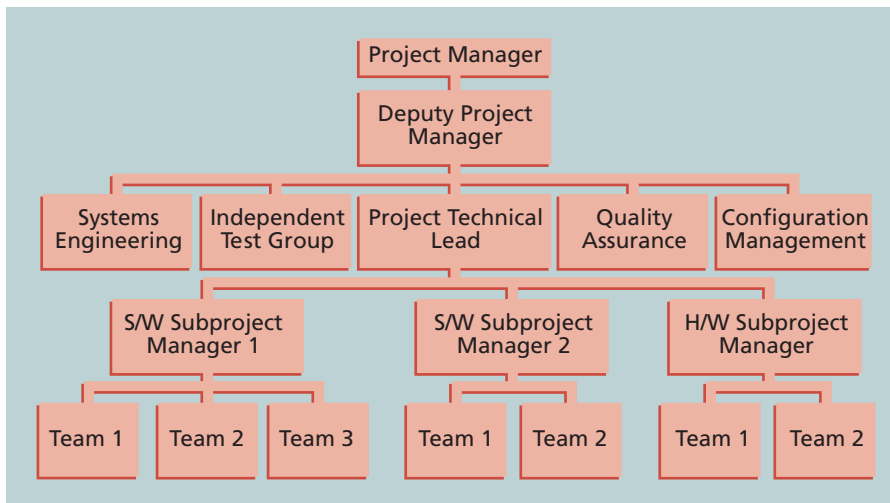 Project Manager
Deputy Project
Manager
Systems
Engineering
Independent
Test Group
Project Technical
Lead
Quality
Assurance
Configuration
Management
S/W Subproject
Manager 1
S/W Subproject
Manager 2
H/W Subproject
Manager
Team 1
Team 2
Team 3
Team 1
Team 2
Team 1
Team 2